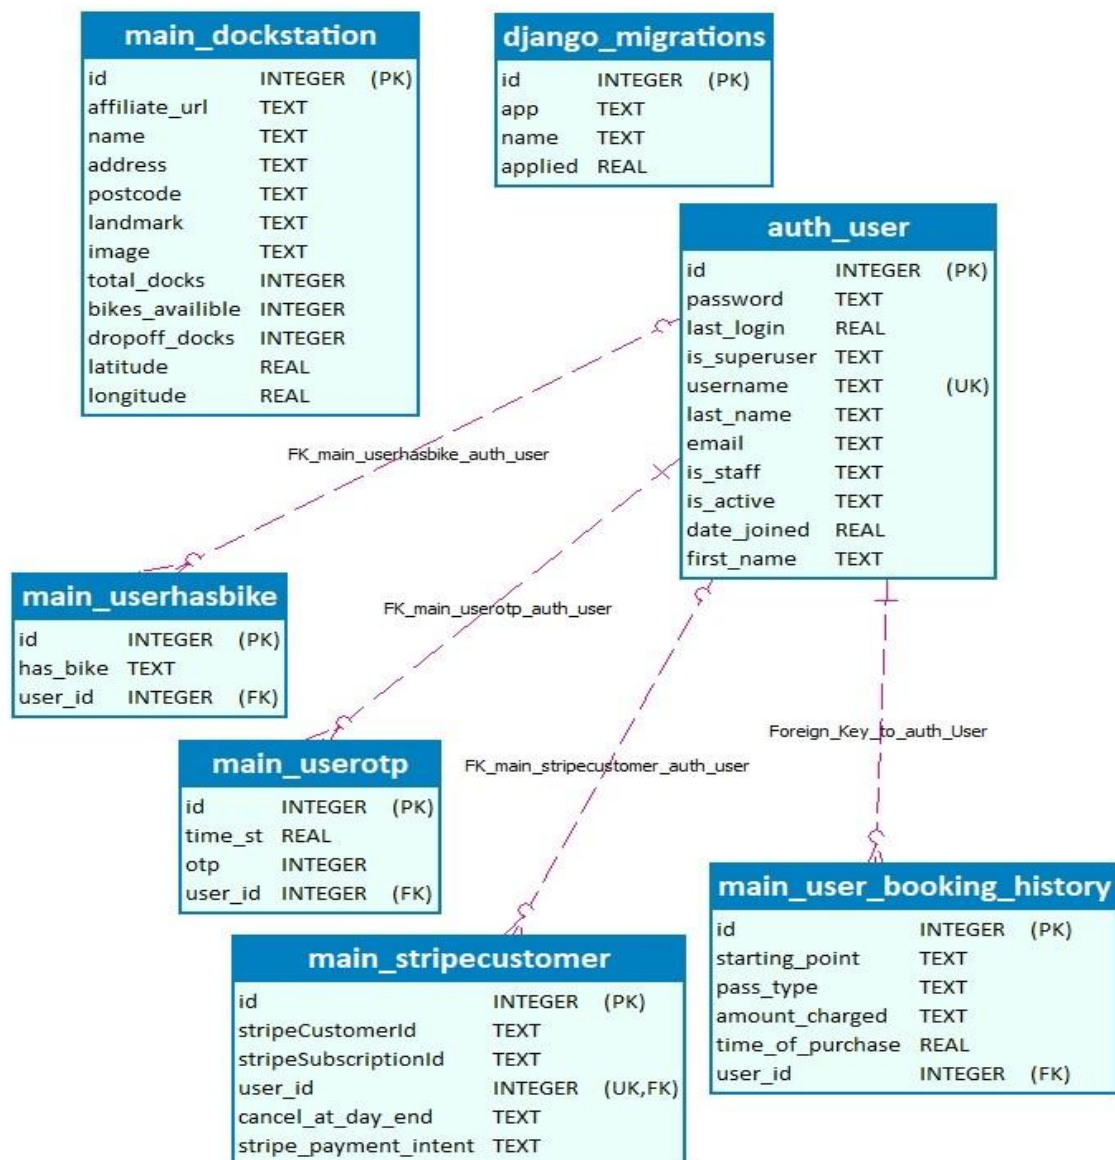 main_dockstation
id INTEGER (PK)
affiliate_url TEXT
name TEXT
address TEXT
postcode TEXT
landmark TEXT
image TEXT
total_docks INTEGER
bikes_availible INTEGER
dropoff_docks INTEGER
latitude REAL
longitude REAL
django_migrations
id INTEGER (PK)
app TEXT
name TEXT
applied REAL
auth_user
id INTEGER (PK)
password TEXT
last_login REAL
is_superuser TEXT
username TEXT (UK)
last_name TEXT
email TEXT
is_staff TEXT
is_active TEXT
date_joined REAL
first_name TEXT
FK_main_userhasbike_auth_user
main_userhasbike
id INTEGER (PK)
has_bike TEXT
user_id INTEGER (FK)
FK_main_userotp_auth_user
main_userotp
id INTEGER (PK)
time_st REAL
otp INTEGER
user_id INTEGER (FK)
FK_main_stripecustomer_auth_user
Foreign_Key_to_auth_User
main_stripecustomer
id INTEGER (PK)
stripeCustomerId TEXT
stripeSubscriptionId TEXT
user_id INTEGER (UK,FK)
cancel_at_day_end TEXT
stripe_payment_intent TEXT
main_user_booking_history
id INTEGER (PK)
starting_point TEXT
pass_type TEXT
amount_charged TEXT
time_of_purchase REAL
user_id INTEGER (FK)